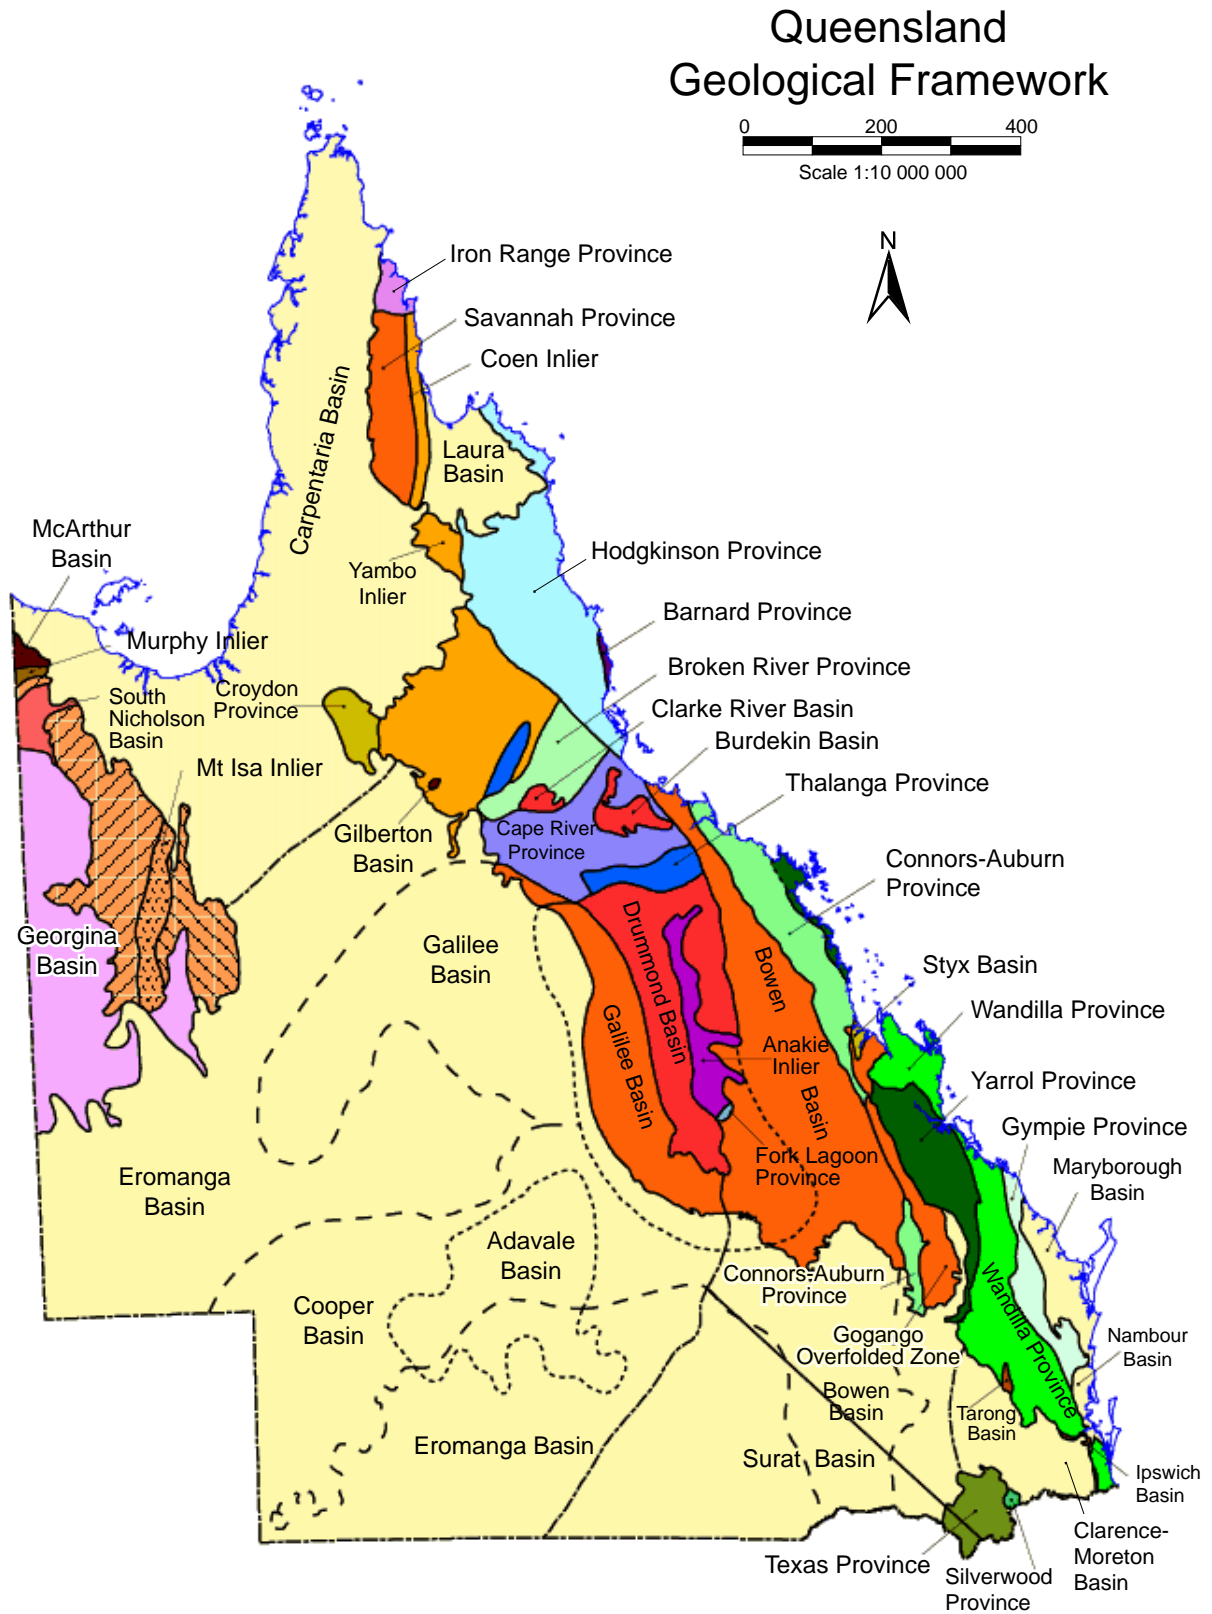 Queensland
Geological Framework
0 200 400
Scale 1:10 000 000
N
Iron Range Province
Savannah Province
Coen Inlier
Carpentaria Basin
Laura
Basin
McArthur
Basin
Hodgkinson Province
Yambo
Inlier
Barnard Province
Murphy Inlier
Broken River Province
South
Nicholson
Basin
Croydon
Province
Clarke River Basin
Burdekin Basin
Mt Isa Inlier
Thalanga Province
Gilberton
Basin
Cape River
Province
Connors-Auburn
Province
Georgina
Basin
Galilee
Basin
Drummond Basin
Bowen
Basin
Styx Basin
Galilee Basin
Wandilla Province
Anakie
Inlier
Yarrol Province
Gympie Province
Fork Lagoon
Province
Maryborough
Basin
Eromanga
Basin
Adavale
Basin
Connors-Auburn
Province
Wandilla Province
Cooper
Basin
Gogango
Overfolded Zone
Nambour
Basin
Bowen
Basin
Tarong
Basin
Eromanga Basin
Surat Basin
Ipswich
Basin
Clarence-
Moreton
Basin
Texas Province
Silverwood
Province